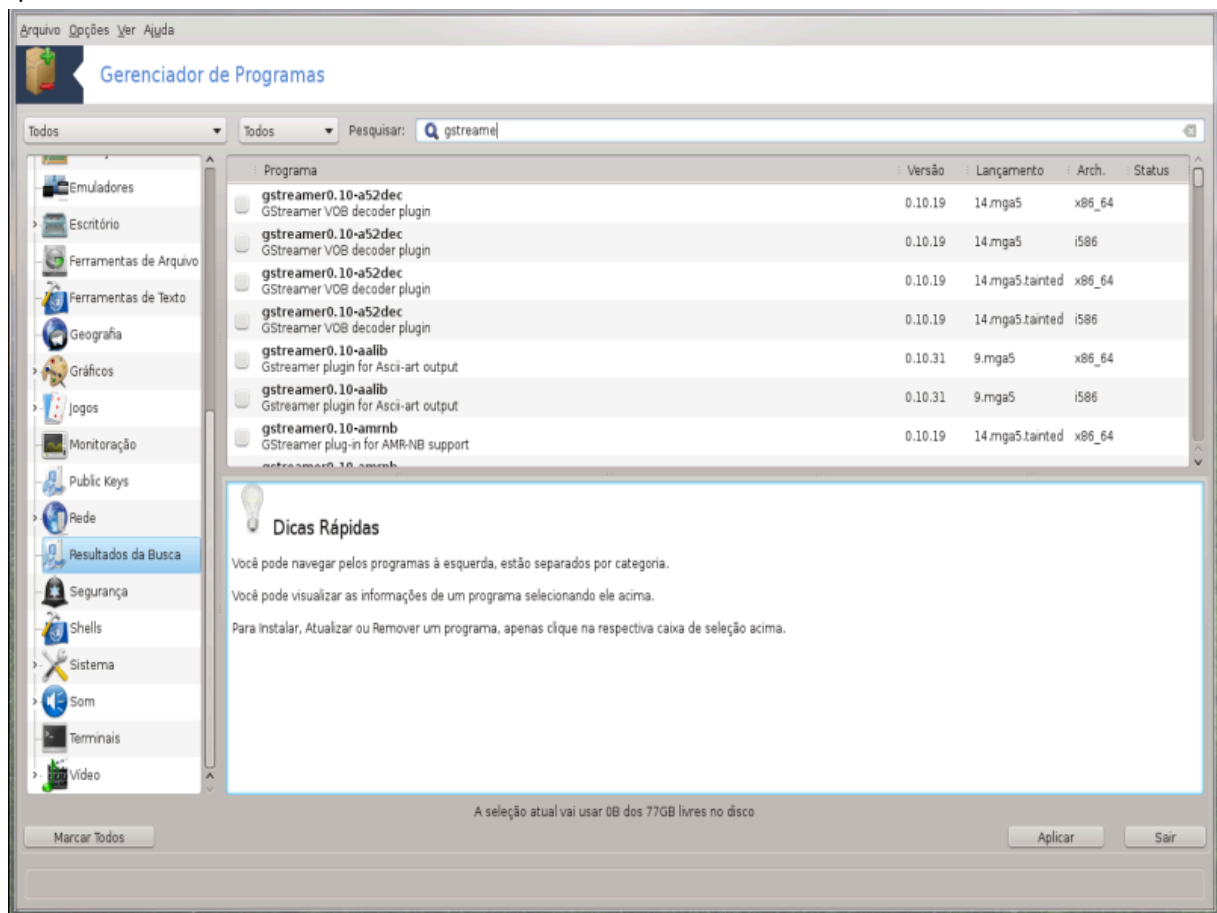 Arquivo Opções Ver Ajuda
Gerenciador de Programas
Todos Todos Pesquisar: gstreame
Emuladores
Escritório
Ferramentas de Arquivo
Ferramentas de Texto
Geografia
Gráficos
Jogos
Monitoração
Public Keys
Rede
Resultados da Busca
Segurança
Shells
Sistema
Som
Terminais
Vídeo
Programa Versão Lançamento Arch. Status
gstreamer0.10-a52dec
GStreamer VOB decoder plugin
0.10.19 14.mga5 x86_64
gstreamer0.10-a52dec
GStreamer VOB decoder plugin
0.10.19 14.mga5 i586
gstreamer0.10-a52dec
GStreamer VOB decoder plugin
0.10.19 14.mga5.tainted x86_64
gstreamer0.10-a52dec
GStreamer VOB decoder plugin
0.10.19 14.mga5.tainted i586
gstreamer0.10-aalib
Gstreamer plugin for Ascii-art output
0.10.31 9.mga5 x86_64
gstreamer0.10-aalib
Gstreamer plugin for Ascii-art output
0.10.31 9.mga5 i586
gstreamer0.10-amrnb
GStreamer plug-in for AMR-NB support
0.10.19 14.mga5.tainted x86_64
Dicas Rápidas
Você pode navegar pelos programas à esquerda, estão separados por categoria.
Você pode visualizar as informações de um programa selecionando ele acima.
Para Instalar, Atualizar ou Remover um programa, apenas clique na respectiva caixa de seleção acima.
A seleção atual vai usar 0B dos 77GB livres no disco
Marcar Todos Aplicar Sair